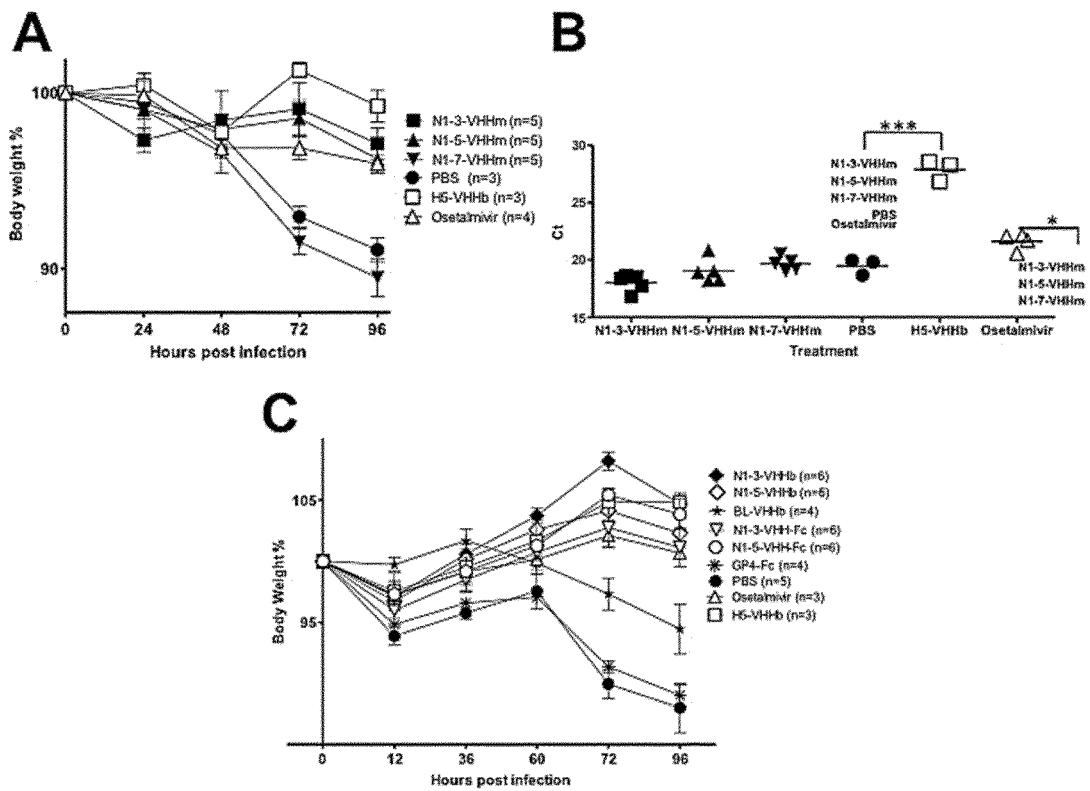 A
Body weight %
100
90
0 24 48 72 96
Hours post infection
N1-3-VHHm (n=5)
N1-5-VHHm (n=5)
N1-7-VHHm (n=5)
PBS (n=3)
H5-VHHb (n=3)
Osetalmivir (n=4)
B
Ct
30
25
20
15
***
N1-3-VHHm
N1-5-VHHm
N1-7-VHHm
PBS
Osetalmivir
*
N1-3-VHHm
N1-5-VHHm
N1-7-VHHm
N1-3-VHHm N1-5-VHHm N1-7-VHHm PBS H5-VHHb Osetalmivir
Treatment
C
Body Weight %
105
95
0 12 36 60 72 96
Hours post infection
N1-3-VHHb (n=6)
N1-5-VHHb (n=6)
BL-VHHb (n=4)
N1-3-VHH-Fc (n=6)
N1-5-VHH-Fc (n=6)
GP4-Fc (n=4)
PBS (n=5)
Osetalmivir (n=3)
H5-VHHb (n=3)